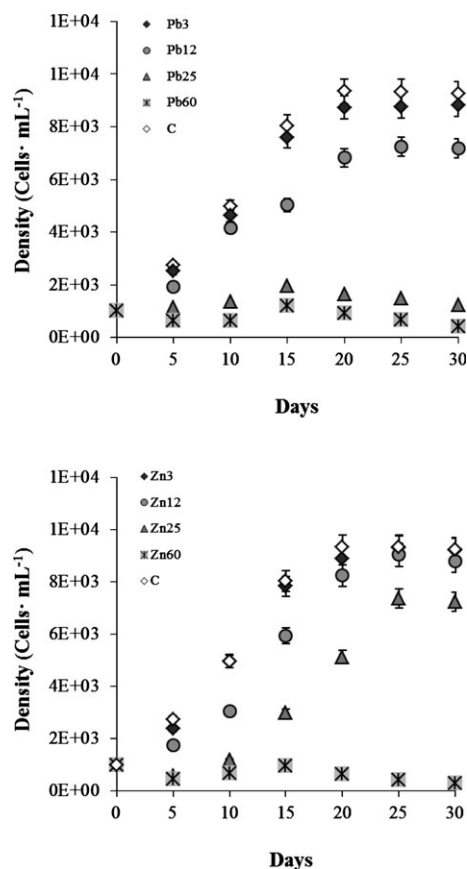 Pb3
Pb12
Pb25
Pb60
C
Density (Cells· mL⁻¹)
1E+04
1E+04
8E+03
6E+03
4E+03
2E+03
0E+00
0 5 10 15 20 25 30
Days
Zn3
Zn12
Zn25
Zn60
C
Density (Cells· mL⁻¹)
1E+04
1E+04
8E+03
6E+03
4E+03
2E+03
0E+00
0 5 10 15 20 25 30
Days